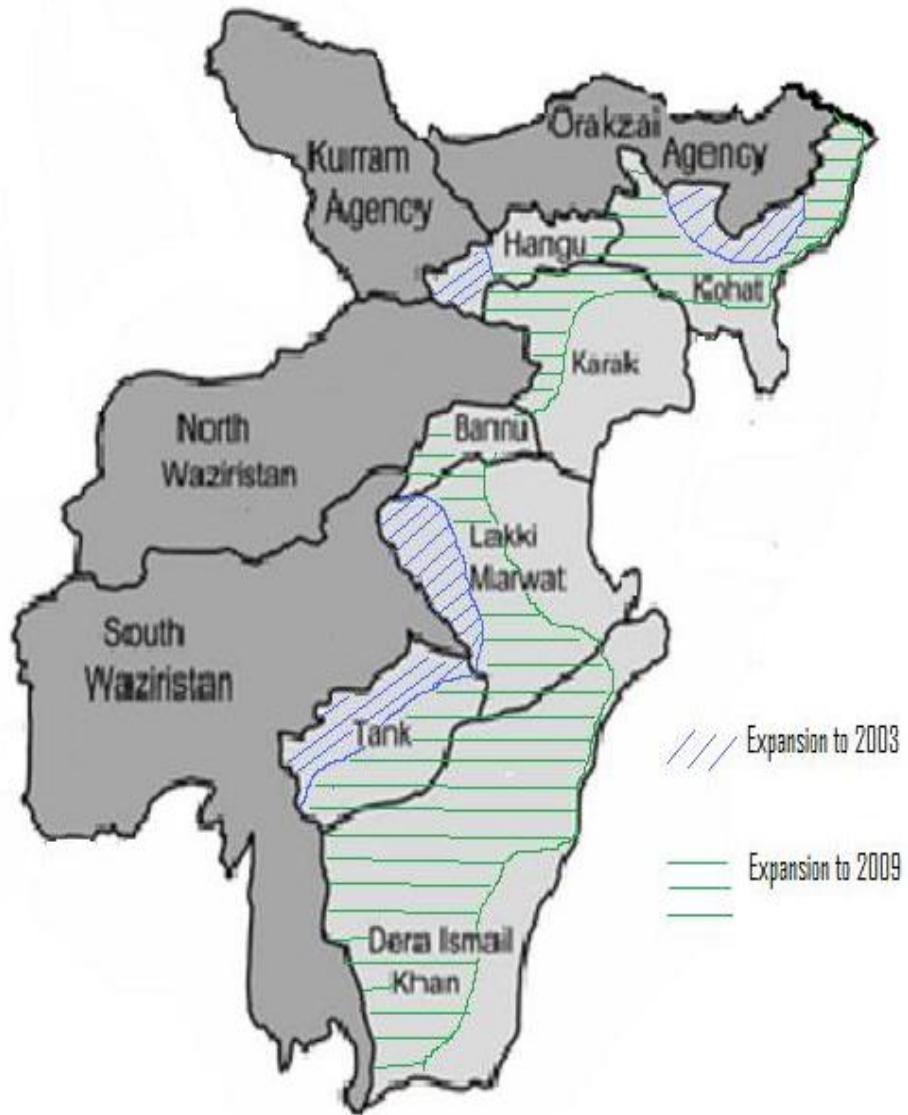 Orakzai
Agency
Kurram
Agency
Hangu
Kohat
Karak
North
Waziristan
Bannu
Lakki
Marwat
South
Waziristan
Tank
Expansion to 2003
Expansion to 2009
Dera Ismail
Khan